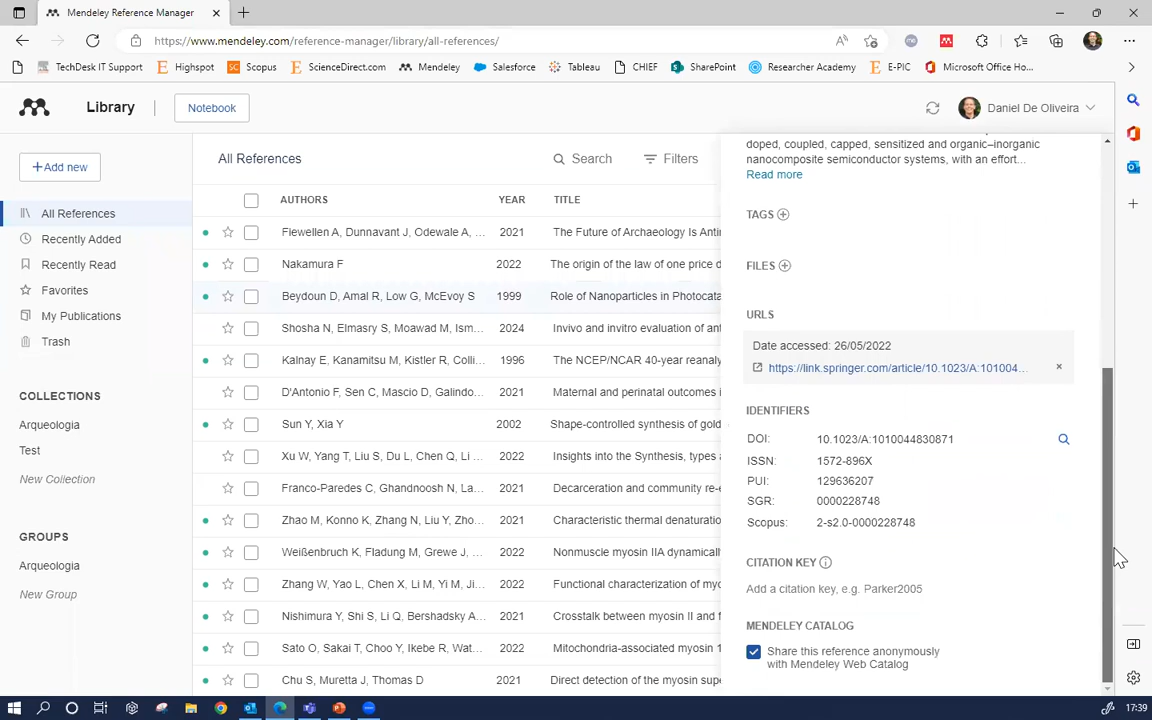 Mendeley Reference Manager
https://www.mendeley.com/reference-manager/library/all-references/
TechDesk IT Support
Highspot
Scopus
ScienceDirect.com
Mendeley
Salesforce
Tableau
CHIEF
SharePoint
Researcher Academy
E-PIC
Microsoft Office Ho...
Library
Notebook
Daniel De Oliveira
+Add new
All References
Recently Added
Recently Read
Favorites
My Publications
Trash
COLLECTIONS
Arqueologia
Test
New Collection
GROUPS
Arqueologia
New Group
All References
Search
Filters
AUTHORS YEAR TITLE
Flewellen A, Dunnavant J, Odewale A, ... 2021 The Future of Archaeology Is Anti
Nakamura F 2022 The origin of the law of one price d
Beydoun D, Amal R, Low G, McEvoy S 1999 Role of Nanoparticles in Photocata
Shosha N, Elmasry S, Moawad M, Ism... 2024 Invivo and invitro evaluation of ant
Kalnay E, Kanamitsu M, Kistler R, Colli... 1996 The NCEP/NCAR 40-year reanaly
D'Antonio F, Sen C, Mascio D, Galindo... 2021 Maternal and perinatal outcomes i
Sun Y, Xia Y 2002 Shape-controlled synthesis of gold
Xu W, Yang T, Liu S, Du L, Chen Q, Li ... 2022 Insights into the Synthesis, types
Franco-Paredes C, Ghandnoosh N, La... 2021 Decarceration and community re-e
Zhao M, Konno K, Zhang N, Liu Y, Zho... 2021 Characteristic thermal denaturatio
Weißenbruch K, Fladung M, Grewe J, ... 2022 Nonmuscle myosin IIA dynamically
Zhang W, Yao L, Chen X, Li M, Yi M, Ji... 2022 Functional characterization of myo
Nishimura Y, Shi S, Li Q, Bershadsky A... 2021 Crosstalk between myosin II and f
Sato O, Sakai T, Choo Y, Ikebe R, Wat... 2022 Mitochondria-associated myosin 1
Chu S, Muretta J, Thomas D 2021 Direct detection of the myosin supe
doped, coupled, capped, sensitized and organic–inorganic
nanocomposite semiconductor systems, with an effort...
Read more
TAGS
FILES
URLS
Date accessed: 26/05/2022
https://link.springer.com/article/10.1023/A:101004...
IDENTIFIERS
DOI: 10.1023/A:1010044830871
ISSN: 1572-896X
PUI: 129636207
SGR: 0000228748
Scopus: 2-s2.0-0000228748
CITATION KEY
Add a citation key, e.g. Parker2005
MENDELEY CATALOG
Share this reference anonymously
with Mendeley Web Catalog
17:39